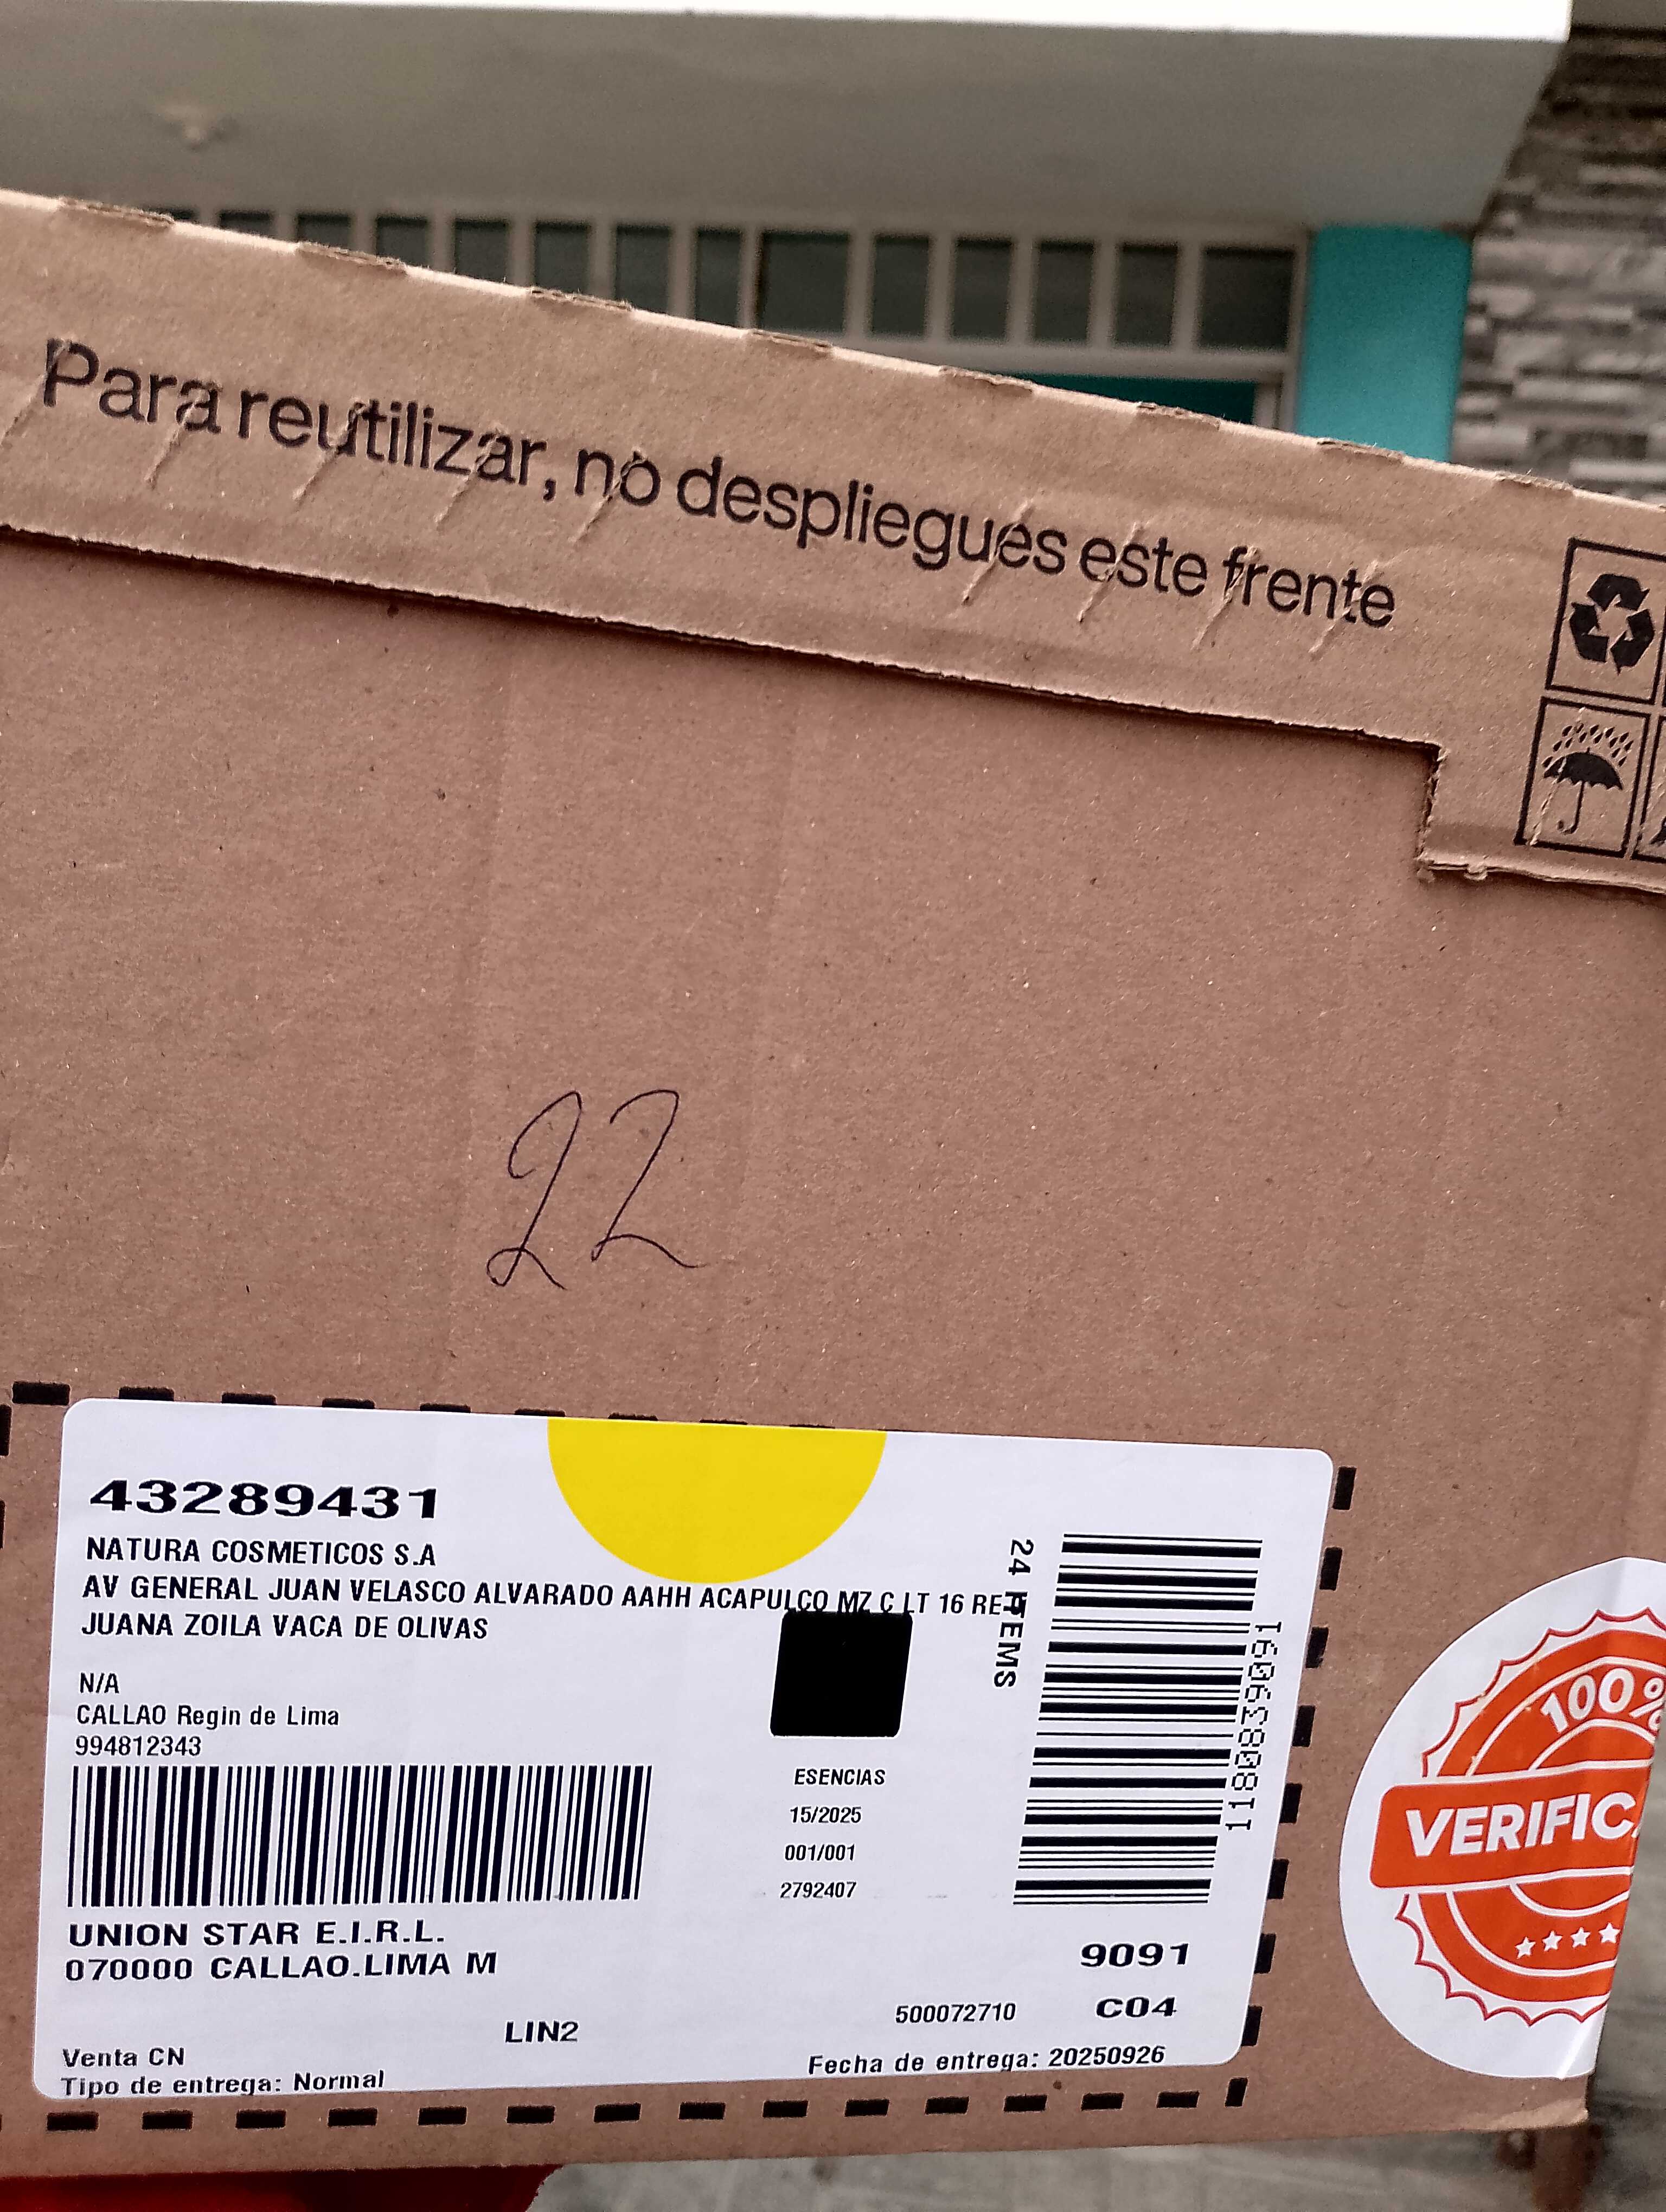 Para reutilizar, no despliegues este frente
22
43289431
NATURA COSMETICOS S.A
AV GENERAL JUAN VELASCO ALVARADO AAHH ACAPULCO MZ C LT 16 RE
JUANA ZOILA VACA DE OLIVAS
N/A
CALLAO Regin de Lima
994812343
24 ITEMS
160638390811
ESENCIAS
15/2025
001/001
2792407
UNION STAR E.I.R.L.
070000 CALLAO.LIMA M
9091
500072710 C04
LIN2
Venta CN
Tipo de entrega: Normal
Fecha de entrega: 20250926
100%
VERIFICA